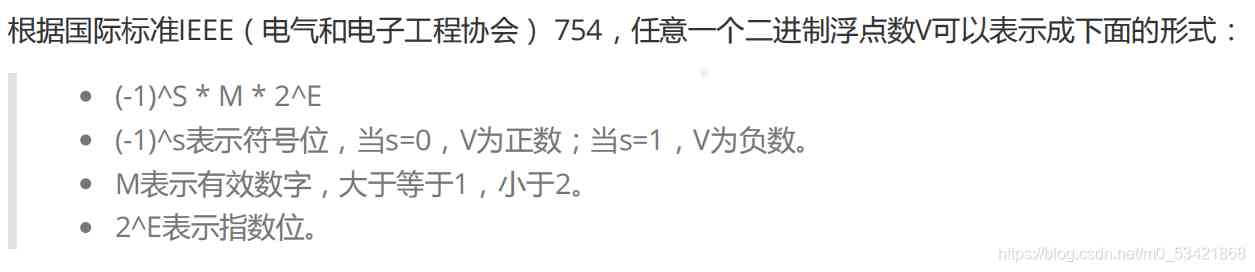 根据国际标准IEEE（电气和电子工程协会） 754，任意一个二进制浮点数V可以表示成下面的形式：
(-1)^S * M * 2^E
(-1)^s表示符号位，当s=0，V为正数；当s=1，V为负数。
M表示有效数字，大于等于1，小于2。
2^E表示指数位。
https://blog.csdn.net/m0_53421868